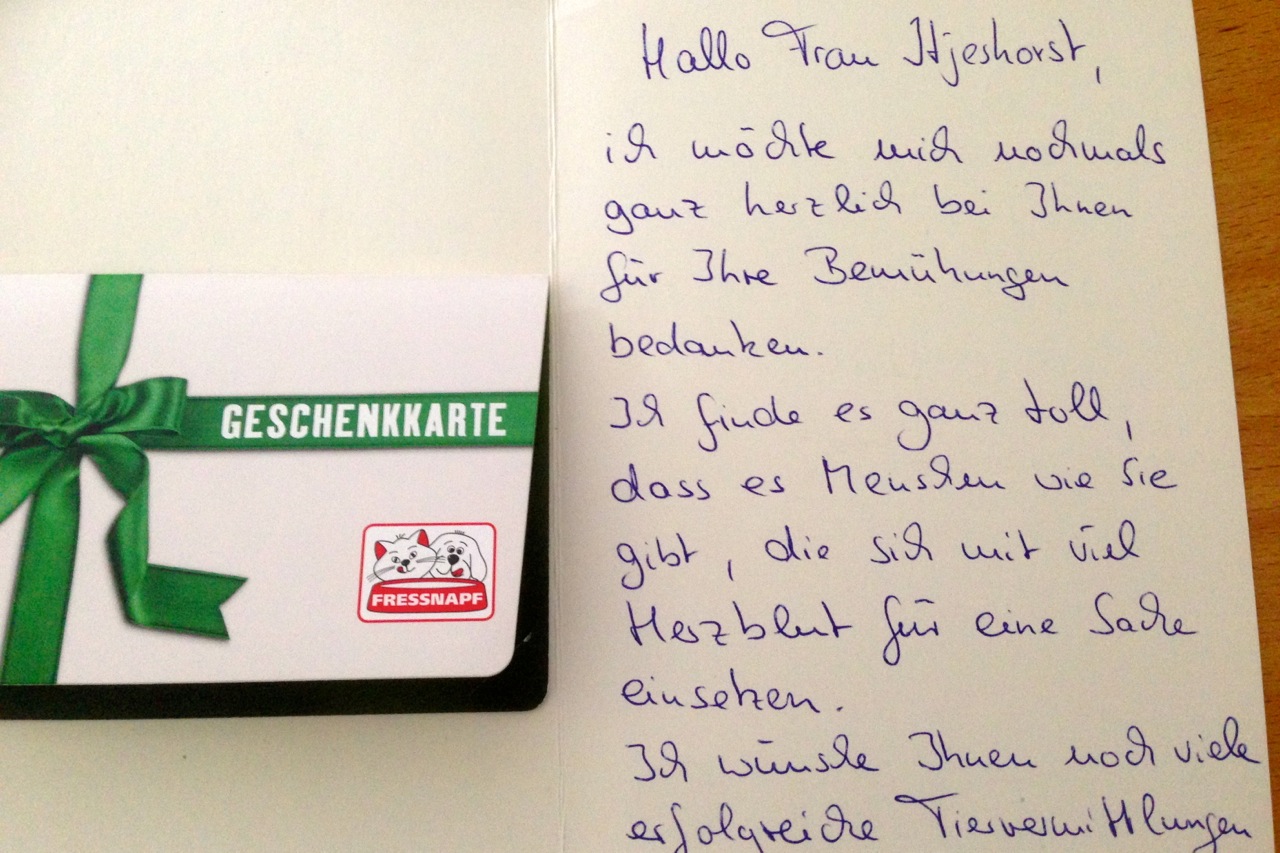 GESCHENKKARTE
FRESSNAPF
Hallo Frau Itjeshorst,
ich möchte mich nochmals
ganz herzlich bei Ihnen
für Ihre Bemühungen
bedanken.
Ich finde es ganz toll,
dass es Menschen wie Sie
gibt, die sich mit viel
Herzblut für eine Sache
einsetzen.
Ich wünsche Ihnen noch viele
erfolgreiche Tiervermittlungen